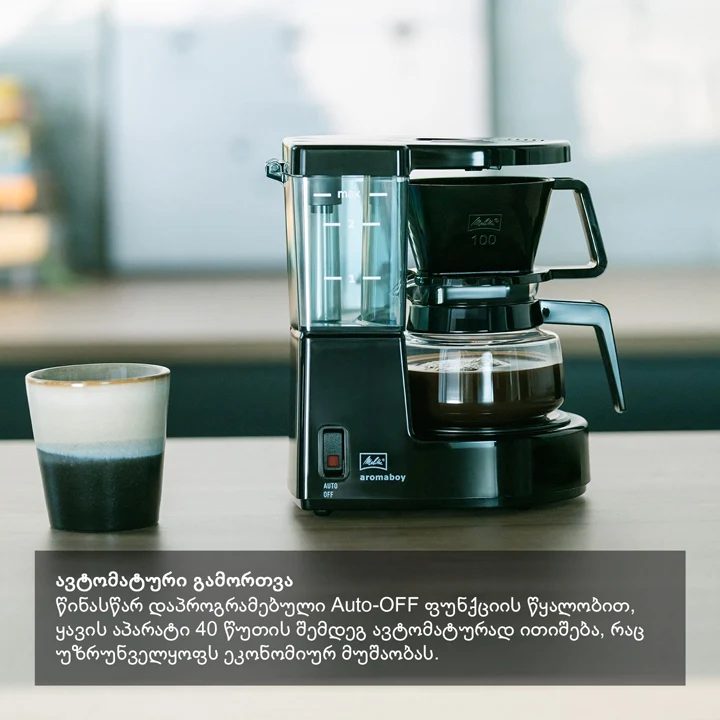 max
2
1
Melitta
100
Melitta
aromaboy
AUTO
OFF
ავტომატური გამორთვა
წინასწარ დაპროგრამებული Auto-OFF ფუნქციის წყალობით,
ყავის აპარატი 40 წუთის შემდეგ ავტომატურად ითიშება, რაც
უზრუნველყოფს ეკონომიურ მუშაობას.